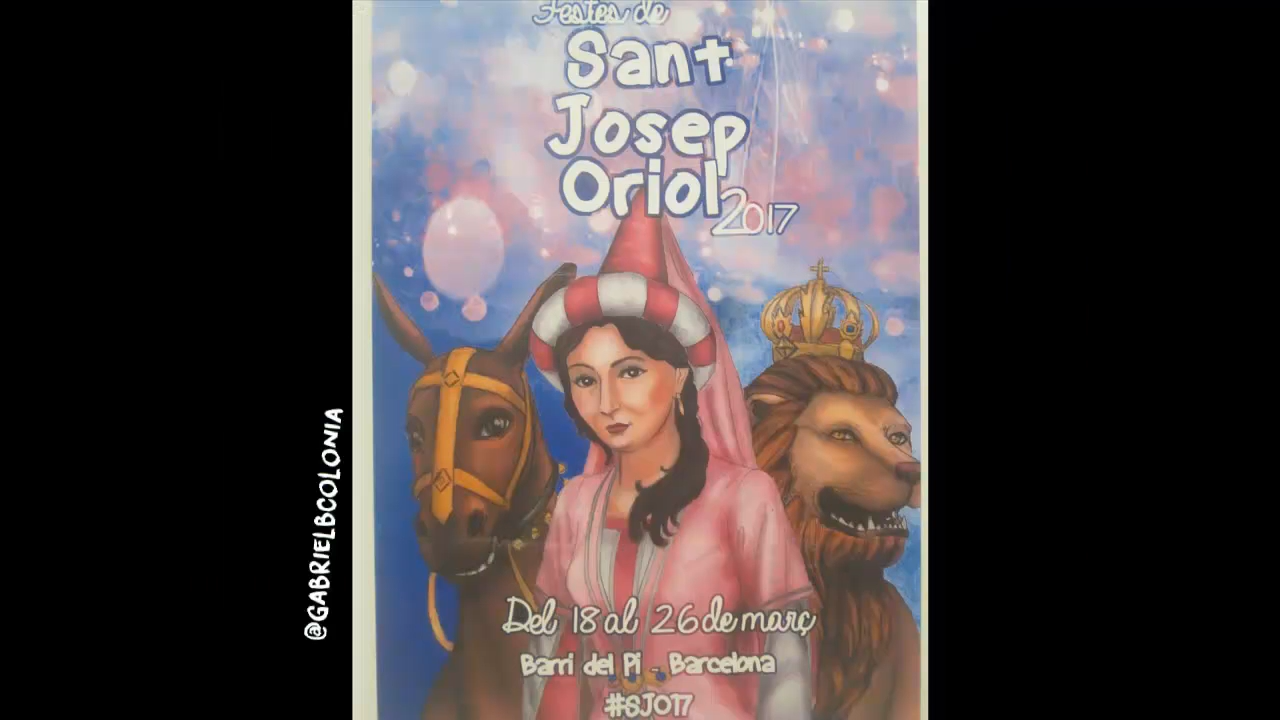 Festes de
Sant
Josep
Oriol
2017
Del 18 al 26 de març
Barri del Pi - Barcelona
#SJO17
@GABRIELBCOLONIA